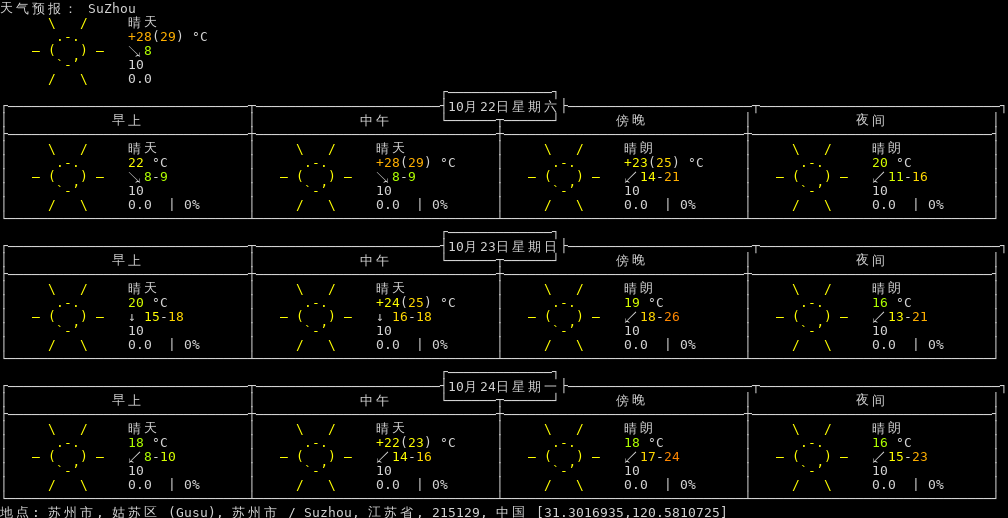 天气预报： SuZhou
晴天
+28(29) °C
↘ 8
10
0.0
10月22日星期六
早上 中午 傍晚 夜间
晴天 晴天 晴朗 晴朗
22 °C +28(29) °C +23(25) °C 20 °C
↘ 8-9 ↘ 8-9 ↙ 14-21 ↙ 11-16
10 10 10 10
0.0 | 0% 0.0 | 0% 0.0 | 0% 0.0 | 0%
10月23日星期日
早上 中午 傍晚 夜间
晴天 晴天 晴朗 晴朗
20 °C +24(25) °C 19 °C 16 °C
↓ 15-18 ↓ 16-18 ↙ 18-26 ↙ 13-21
10 10 10 10
0.0 | 0% 0.0 | 0% 0.0 | 0% 0.0 | 0%
10月24日星期一
早上 中午 傍晚 夜间
晴天 晴天 晴朗 晴朗
18 °C +22(23) °C 18 °C 16 °C
↙ 8-10 ↙ 14-16 ↙ 17-24 ↙ 15-23
10 10 10 10
0.0 | 0% 0.0 | 0% 0.0 | 0% 0.0 | 0%
地点: 苏州市, 姑苏区 (Gusu), 苏州市 / Suzhou, 江苏省, 215129, 中国 [31.3016935,120.5810725]